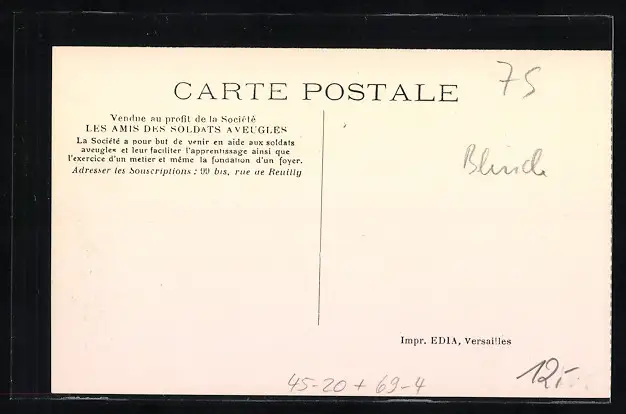 CARTE POSTALE
75
Vendue au profit de la Société
LES AMIS DES SOLDATS AVEUGLES
La Société a pour but de venir en aide aux soldats
aveugles et leur faciliter l'apprentissage ainsi que
l'exercice d'un metier et même la fondation d'un foyer.
Adresser les Souscriptions : 99 bis, rue de Reuilly
Blinde
Impr. EDIA, Versailles
45-20 + 69-4
12,-